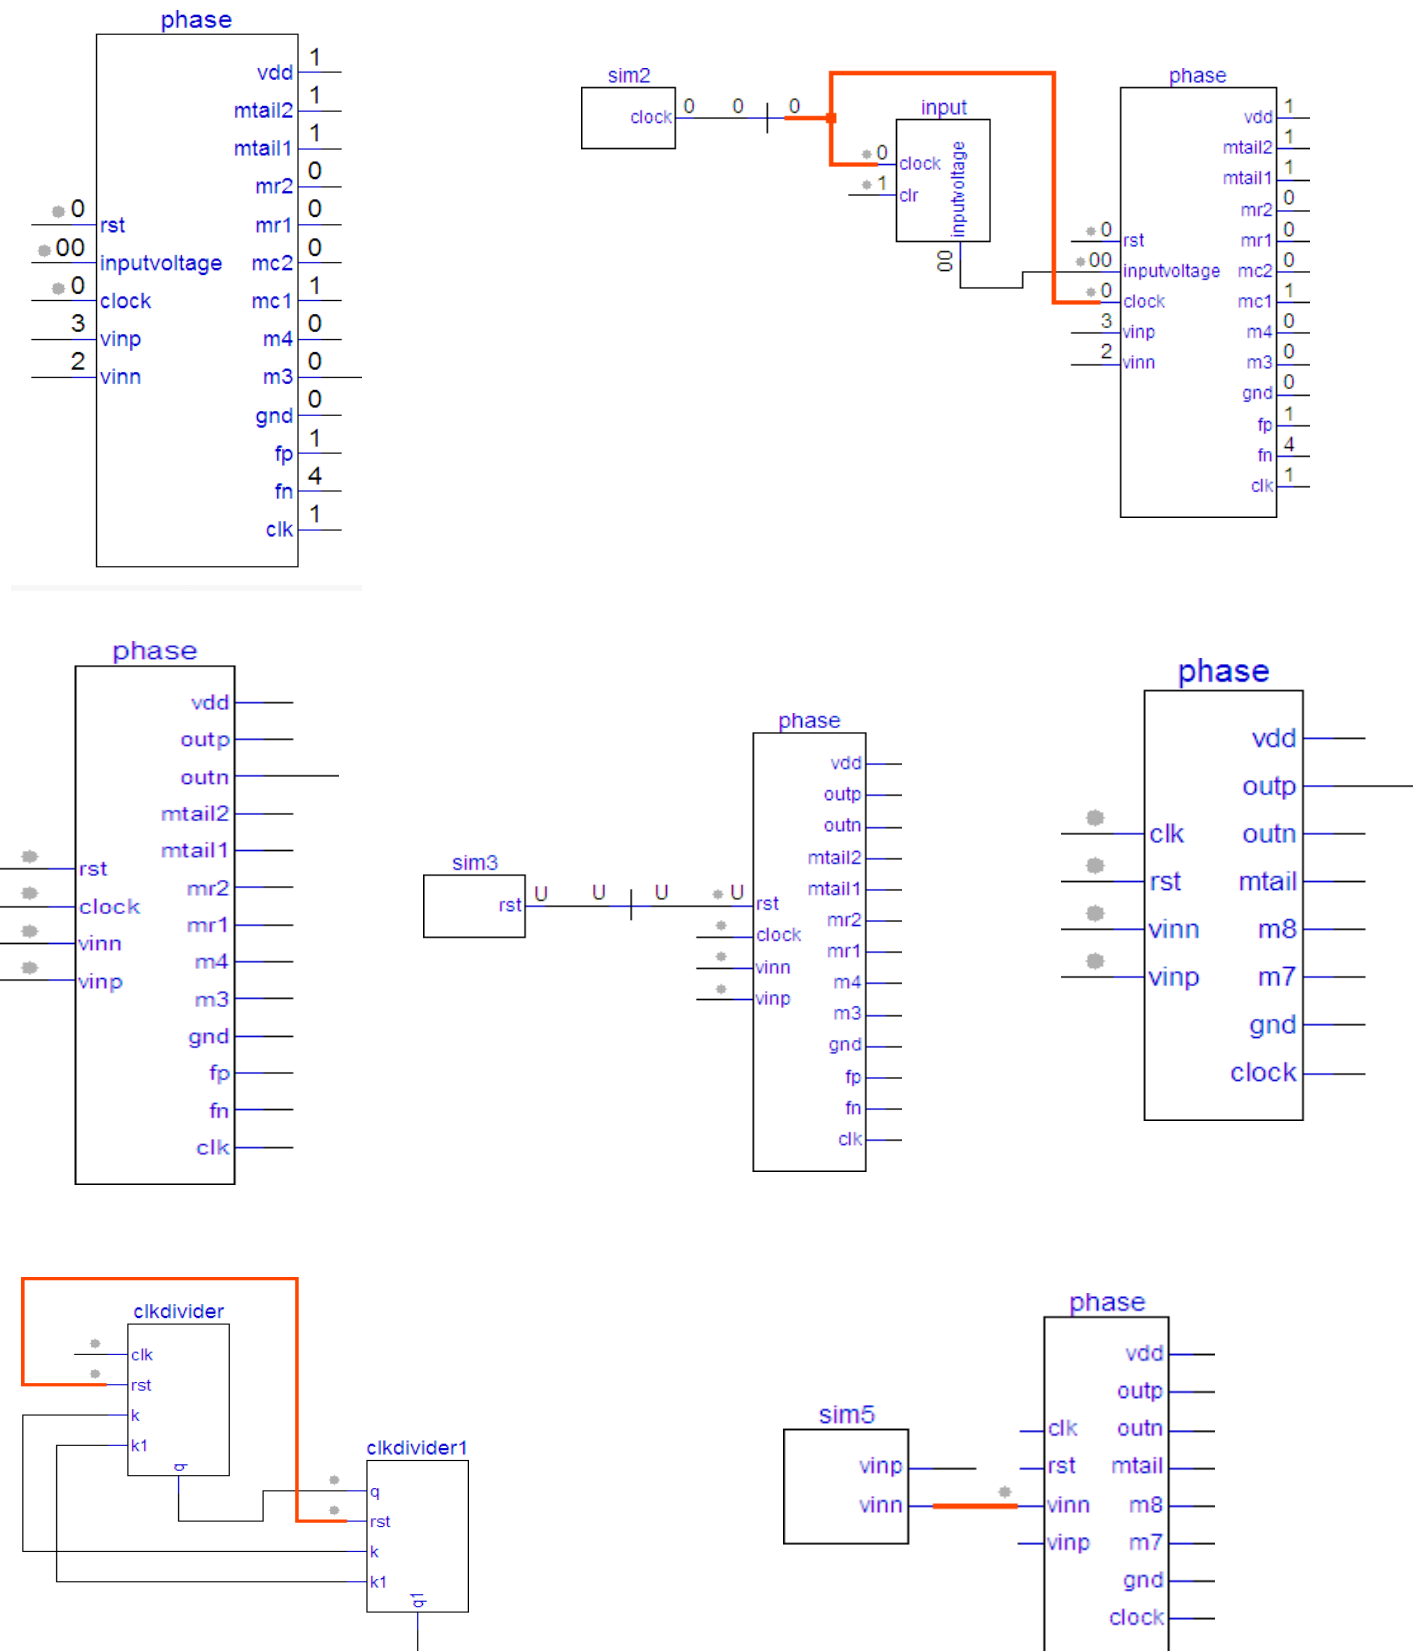 phase
vdd 1
mtail2 1
mtail1 1
mr2 0
0 rst mr1 0
00 inputvoltage mc2 0
0 clock mc1 1
3 vinp m4 0
2 vinn m3 0
gnd 0
fp 1
fn 4
clk 1
sim2
clock 0 0 0
input
0 clock
1 clr
inputvoltage
00
phase
vdd 1
mtail2 1
mtail1 1
mr2 0
0 rst mr1 0
00 inputvoltage mc2 0
0 clock mc1 1
3 vinp m4 0
2 vinn m3 0
gnd 0
fp 1
fn 4
clk 1
phase
vdd
outp
outn
mtail2
mtail1
rst mr2
clock mr1
vinn m4
vinp m3
gnd
fp
fn
clk
sim3
rst U U U U
phase
vdd
outp
outn
mtail2
mtail1
rst mr2
clock mr1
vinn m4
vinp m3
gnd
fp
fn
clk
phase
vdd
outp
clk outn
rst mtail
vinn m8
vinp m7
gnd
clock
clkdivider
clk
rst
k
k1
q
clkdivider1
q
rst
k
k1
q1
sim5
vinp
vinn
phase
vdd
outp
clk outn
rst mtail
vinn m8
vinp m7
gnd
clock